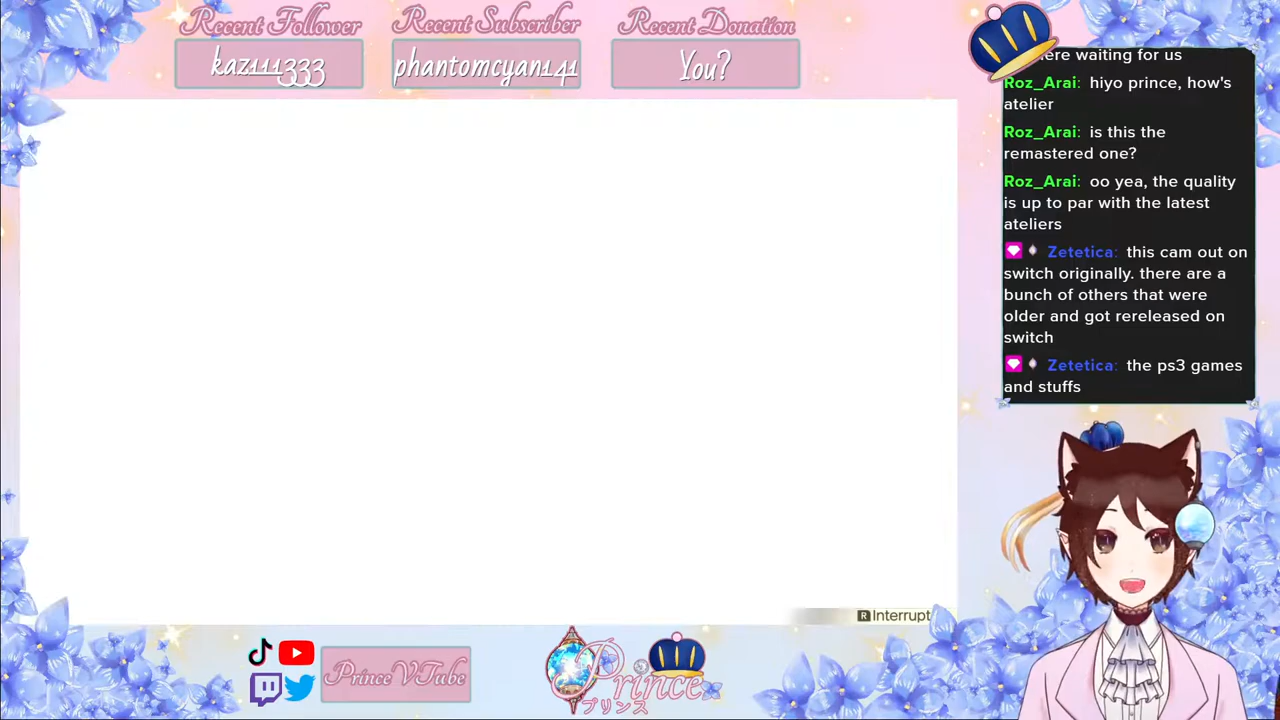 Recent Follower
Recent Subscriber
Recent Donation
kaz111333
phantomcyan141
You?
ere waiting for us
Roz_Arai: hiyo prince, how's
atelier
Roz_Arai: is this the
remastered one?
Roz_Arai: oo yea, the quality
is up to par with the latest
ateliers
Zetetica: this cam out on
switch originally. there are a
bunch of others that were
older and got rereleased on
switch
Zetetica: the ps3 games
and stuffs
R Interrupt
Prince VTube
Prince
プリンス